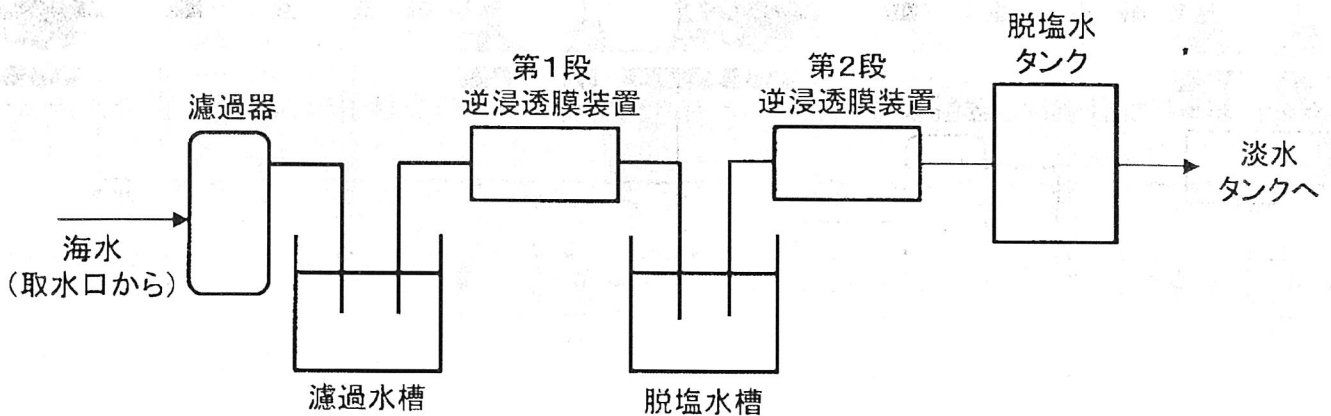 濾過器
海水
(取水口から)
濾過水槽
第1段
逆浸透膜装置
脱塩水槽
第2段
逆浸透膜装置
脱塩水
タンク
淡水
タンクへ